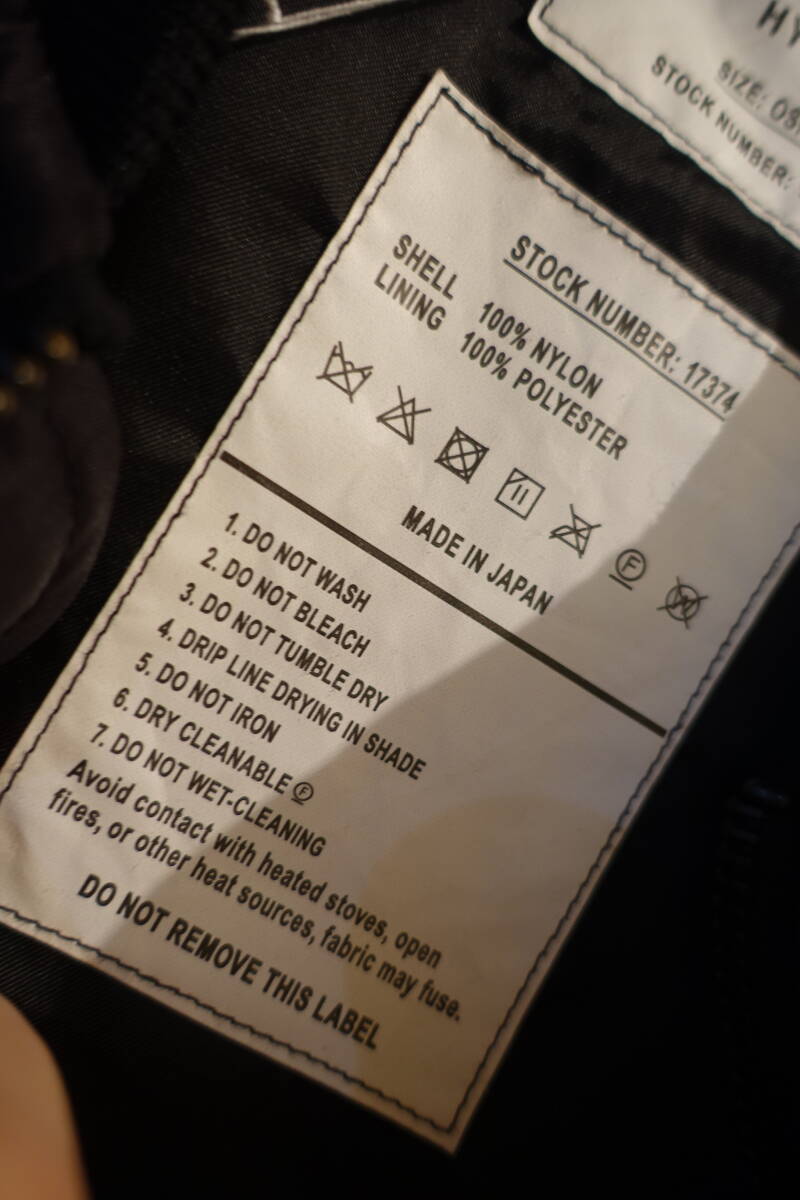 HY
SIZE: OS
STOCK NUMBER:
STOCK NUMBER: 17374
SHELL 100% NYLON
LINING 100% POLYESTER
F
W
MADE IN JAPAN
1. DO NOT WASH
2. DO NOT BLEACH
3. DO NOT TUMBLE DRY
4. DRIP LINE DRYING IN SHADE
5. DO NOT IRON
6. DRY CLEANABLE Ⓕ
7. DO NOT WET-CLEANING
Avoid contact with heated stoves, open
fires, or other heat sources, fabric may fuse.
DO NOT REMOVE THIS LABEL